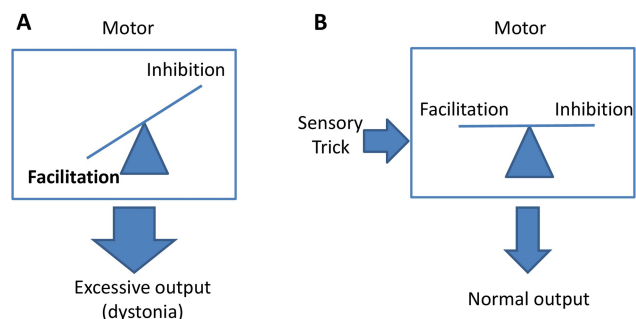 A
Motor
Inhibition
Facilitation
Excessive output
(dystonia)
B
Motor
Sensory
Trick
Facilitation Inhibition
Normal output